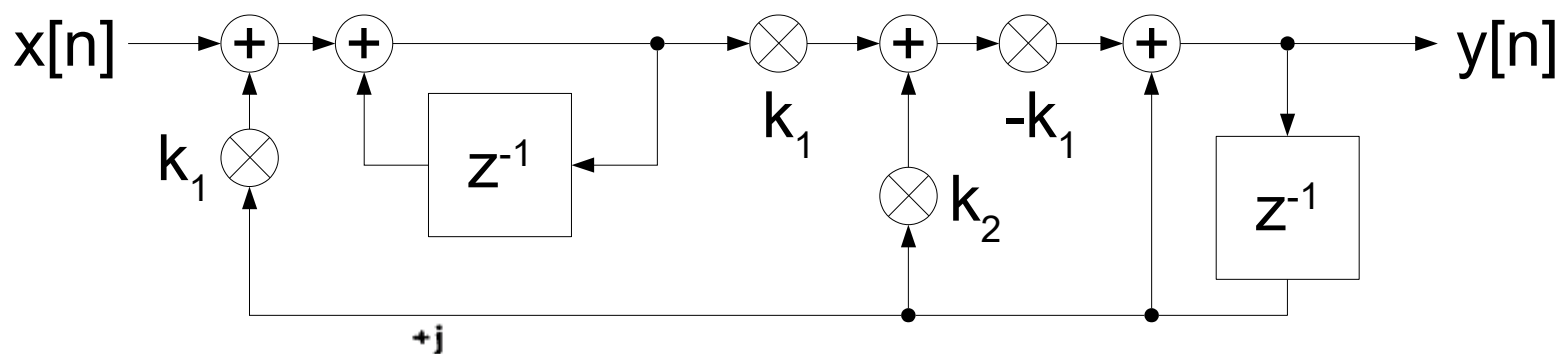 x[n] + + + + y[n]
k₁ -k₁
k₁ z⁻¹ k₂ z⁻¹
+j